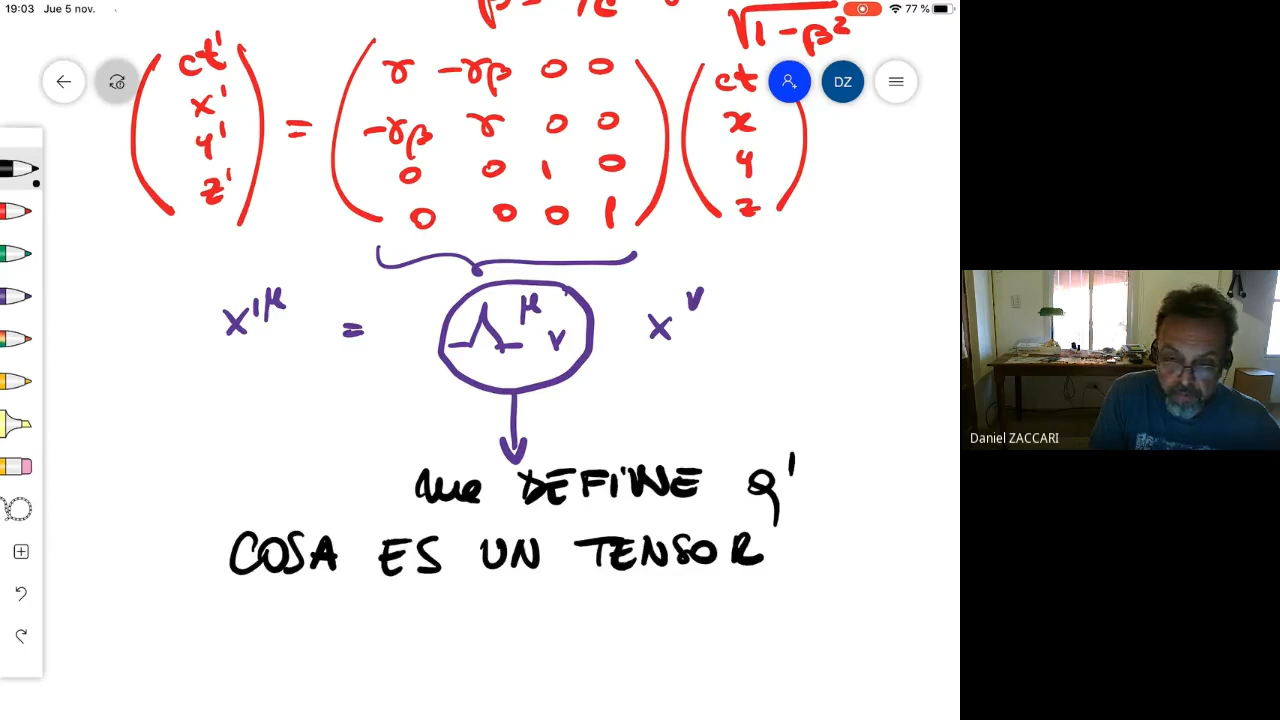 19:03 Jue 5 nov.
77 %
√1-β²
DZ
(ct' x' y' z') = (γ -γβ 0 0
-γβ γ 0 0
0 0 1 0
0 0 0 1) (ct x y z)
x'^μ = Λ^μ_ν x^ν
me DEFINE q'
COSA ES UN TENSOR
Daniel ZACCARI